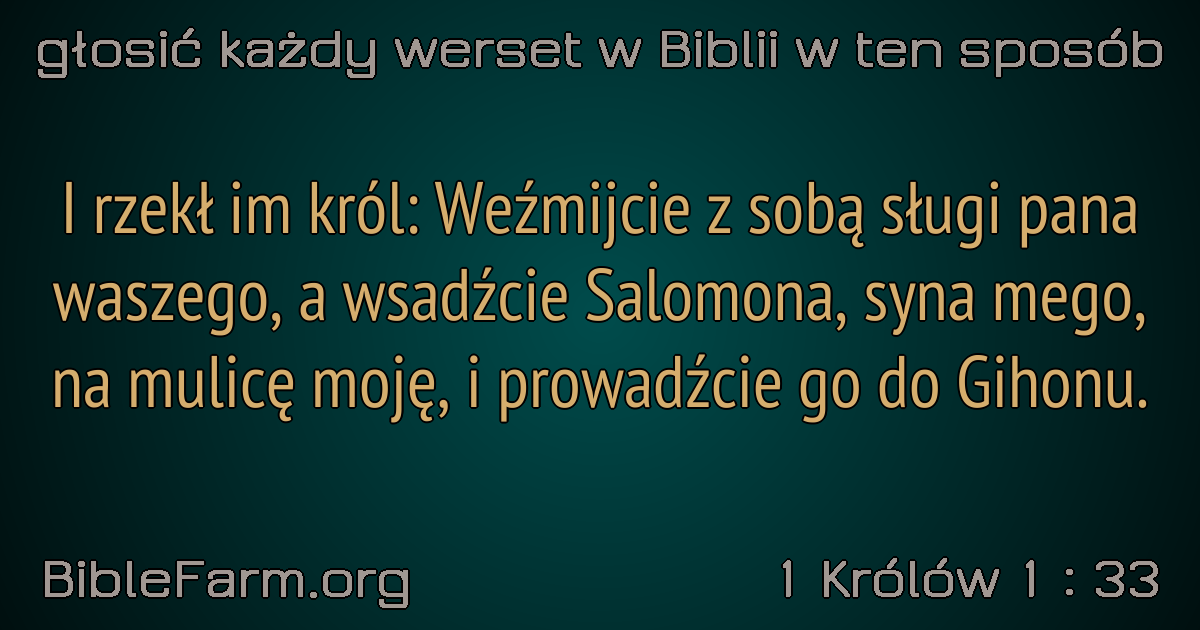 głosić każdy werset w Biblii w ten sposób
I rzekł im król: Weźmijcie z sobą sługi pana
waszego, a wsadźcie Salomona, syna mego,
na mulicę moję, i prowadźcie go do Gihonu.
BibleFarm.org
1 Królów 1 : 33